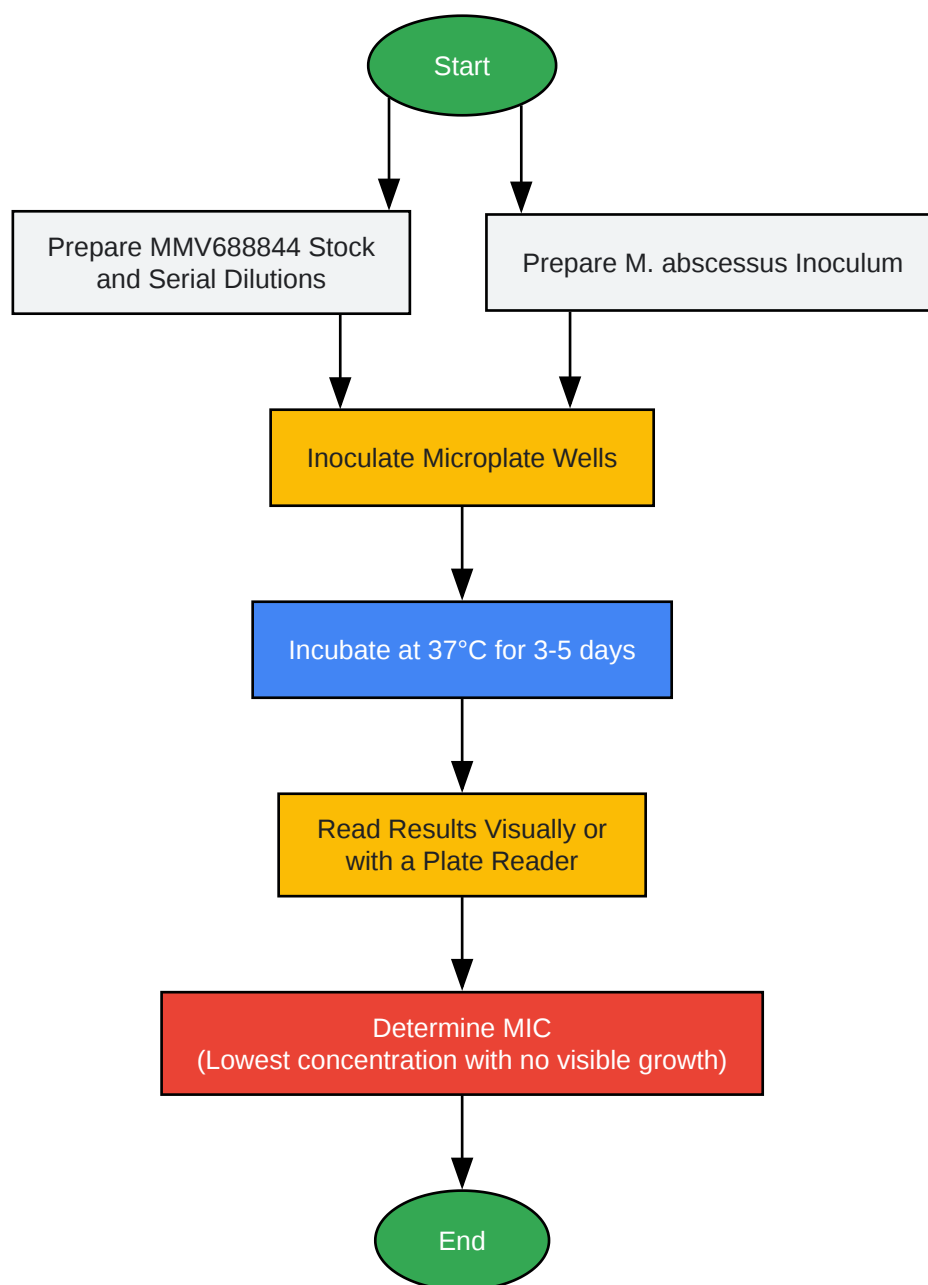 Start
Prepare MMV688844 Stock
and Serial Dilutions
Prepare M. abscessus Inoculum
Inoculate Microplate Wells
Incubate at 37°C for 3-5 days
Read Results Visually or
with a Plate Reader
Determine MIC
(Lowest concentration with no visible growth)
End